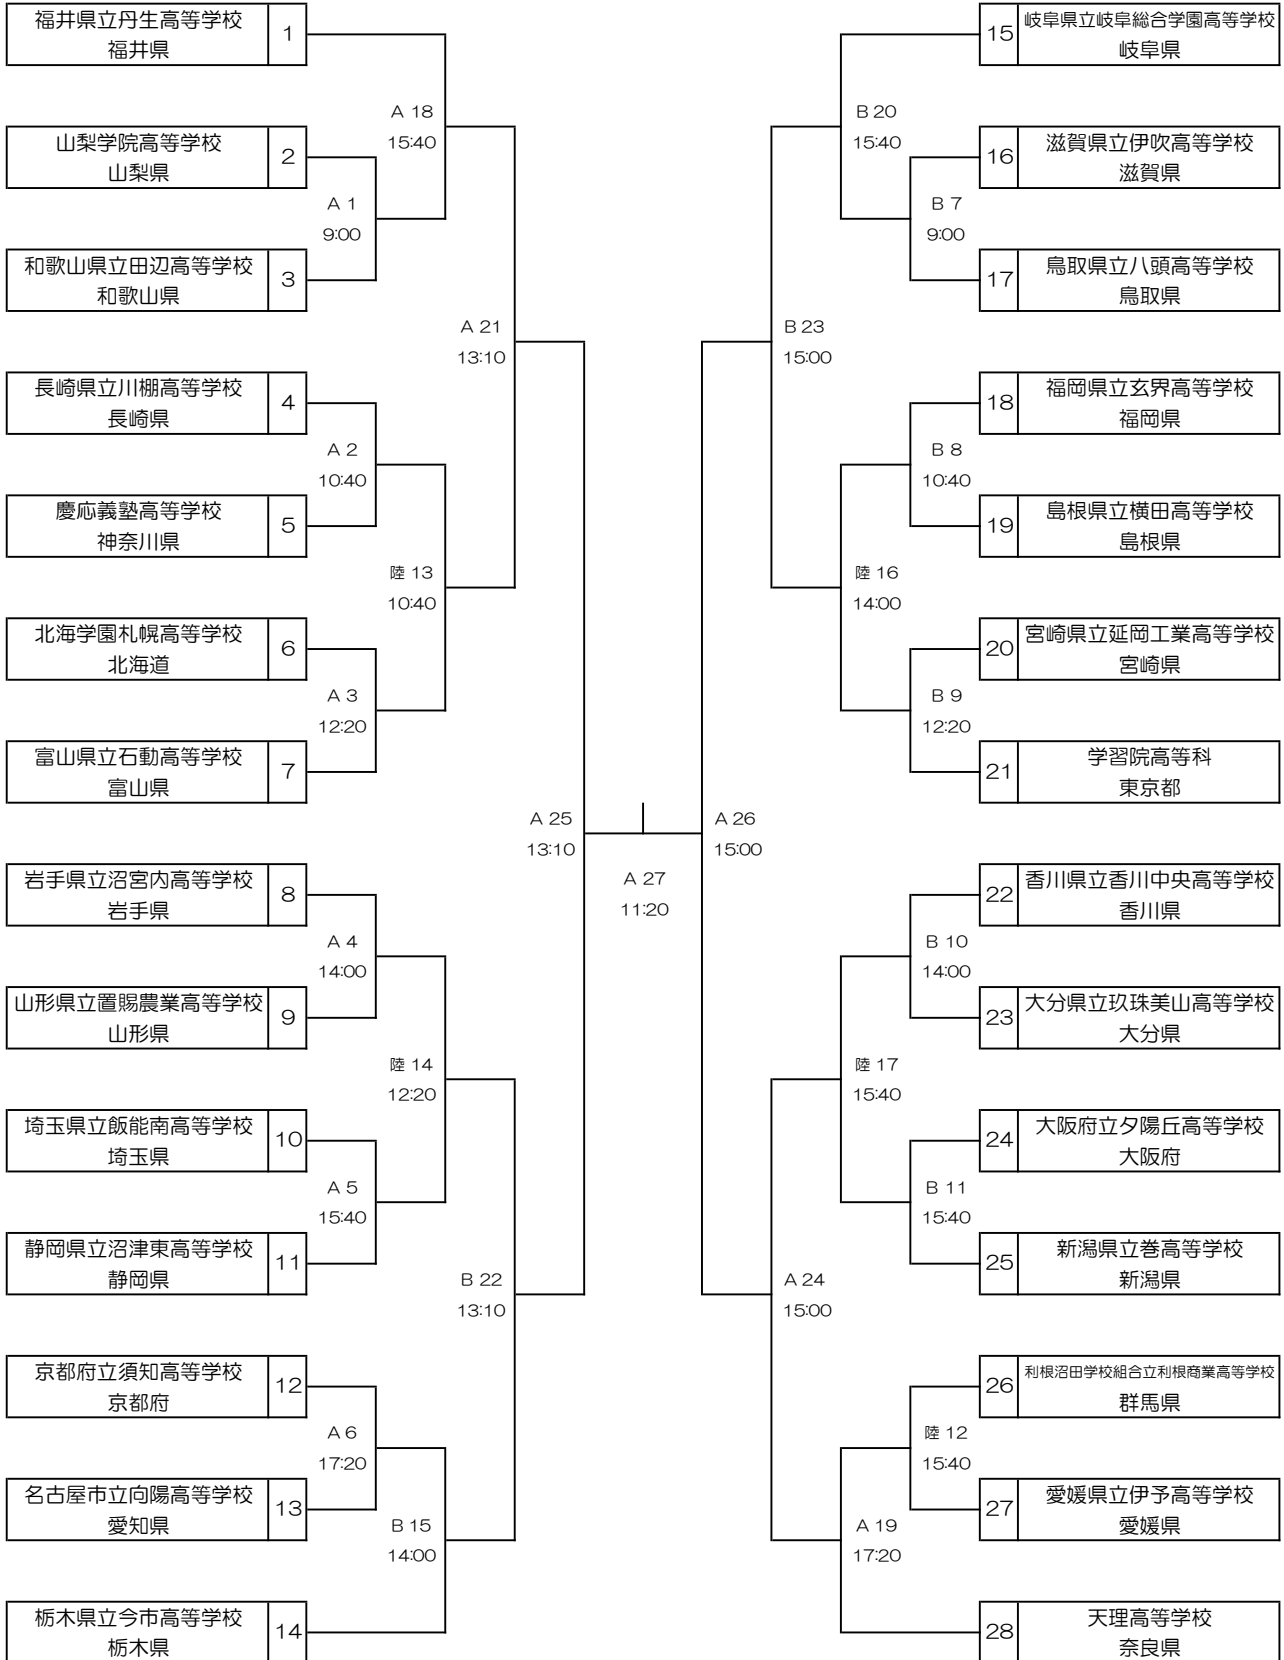 福井県立丹生高等学校
福井県
1
山梨学院高等学校
山梨県
2
和歌山県立田辺高等学校
和歌山県
3
長崎県立川棚高等学校
長崎県
4
慶応義塾高等学校
神奈川県
5
北海学園札幌高等学校
北海道
6
富山県立石動高等学校
富山県
7
岩手県立沼宮内高等学校
岩手県
8
山形県立置賜農業高等学校
山形県
9
埼玉県立飯能南高等学校
埼玉県
10
静岡県立沼津東高等学校
静岡県
11
京都府立須知高等学校
京都府
12
名古屋市立向陽高等学校
愛知県
13
栃木県立今市高等学校
栃木県
14
A 1
9:00
A 2
10:40
A 3
12:20
A 4
14:00
A 5
15:40
A 6
17:20
A 18
15:40
陸 13
10:40
陸 14
12:20
B 15
14:00
A 21
13:10
B 22
13:10
A 25
13:10
A 27
11:20
A 26
15:00
B 23
15:00
A 24
15:00
B 20
15:40
陸 16
14:00
陸 17
15:40
A 19
17:20
B 7
9:00
B 8
10:40
B 9
12:20
B 10
14:00
B 11
15:40
陸 12
15:40
15
岐阜県立岐阜総合学園高等学校
岐阜県
16
滋賀県立伊吹高等学校
滋賀県
17
鳥取県立八頭高等学校
鳥取県
18
福岡県立玄界高等学校
福岡県
19
島根県立横田高等学校
島根県
20
宮崎県立延岡工業高等学校
宮崎県
21
学習院高等科
東京都
22
香川県立香川中央高等学校
香川県
23
大分県立玖珠美山高等学校
大分県
24
大阪府立夕陽丘高等学校
大阪府
25
新潟県立巻高等学校
新潟県
26
利根沼田学校組合立利根商業高等学校
群馬県
27
愛媛県立伊予高等学校
愛媛県
28
天理高等学校
奈良県